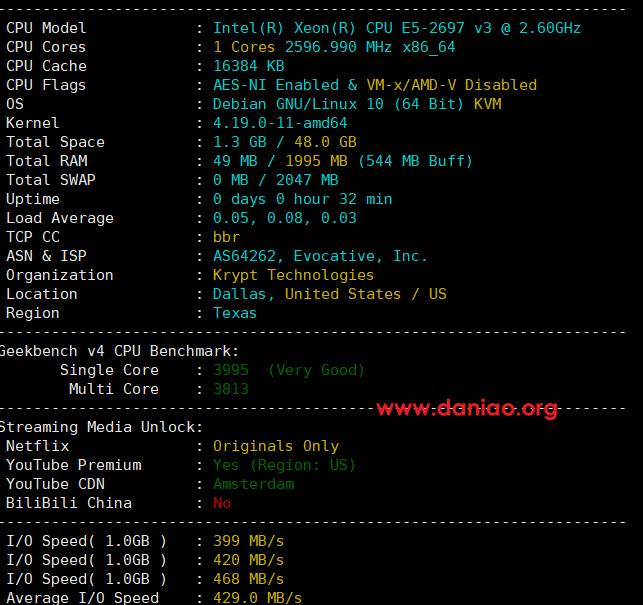 CPU Model : Intel(R) Xeon(R) CPU E5-2697 v3 @ 2.60GHz
CPU Cores : 1 Cores 2596.990 MHz x86_64
CPU Cache : 16384 KB
CPU Flags : AES-NI Enabled & VM-x/AMD-V Disabled
OS : Debian GNU/Linux 10 (64 Bit) KVM
Kernel : 4.19.0-11-amd64
Total Space : 1.3 GB / 48.0 GB
Total RAM : 49 MB / 1995 MB (544 MB Buff)
Total SWAP : 0 MB / 2047 MB
Uptime : 0 days 0 hour 32 min
Load Average : 0.05, 0.08, 0.03
TCP CC : bbr
ASN & ISP : AS64262, Evocative, Inc.
Organization : Krypt Technologies
Location : Dallas, United States / US
Region : Texas
Geekbench v4 CPU Benchmark:
Single Core : 3995 (Very Good)
Multi Core : 3813
www.daniao.org
Streaming Media Unlock:
Netflix : Originals Only
YouTube Premium : Yes (Region: US)
YouTube CDN : Amsterdam
BiliBili China : No
I/O Speed( 1.0GB ) : 399 MB/s
I/O Speed( 1.0GB ) : 420 MB/s
I/O Speed( 1.0GB ) : 468 MB/s
Average I/O Speed : 429.0 MB/s